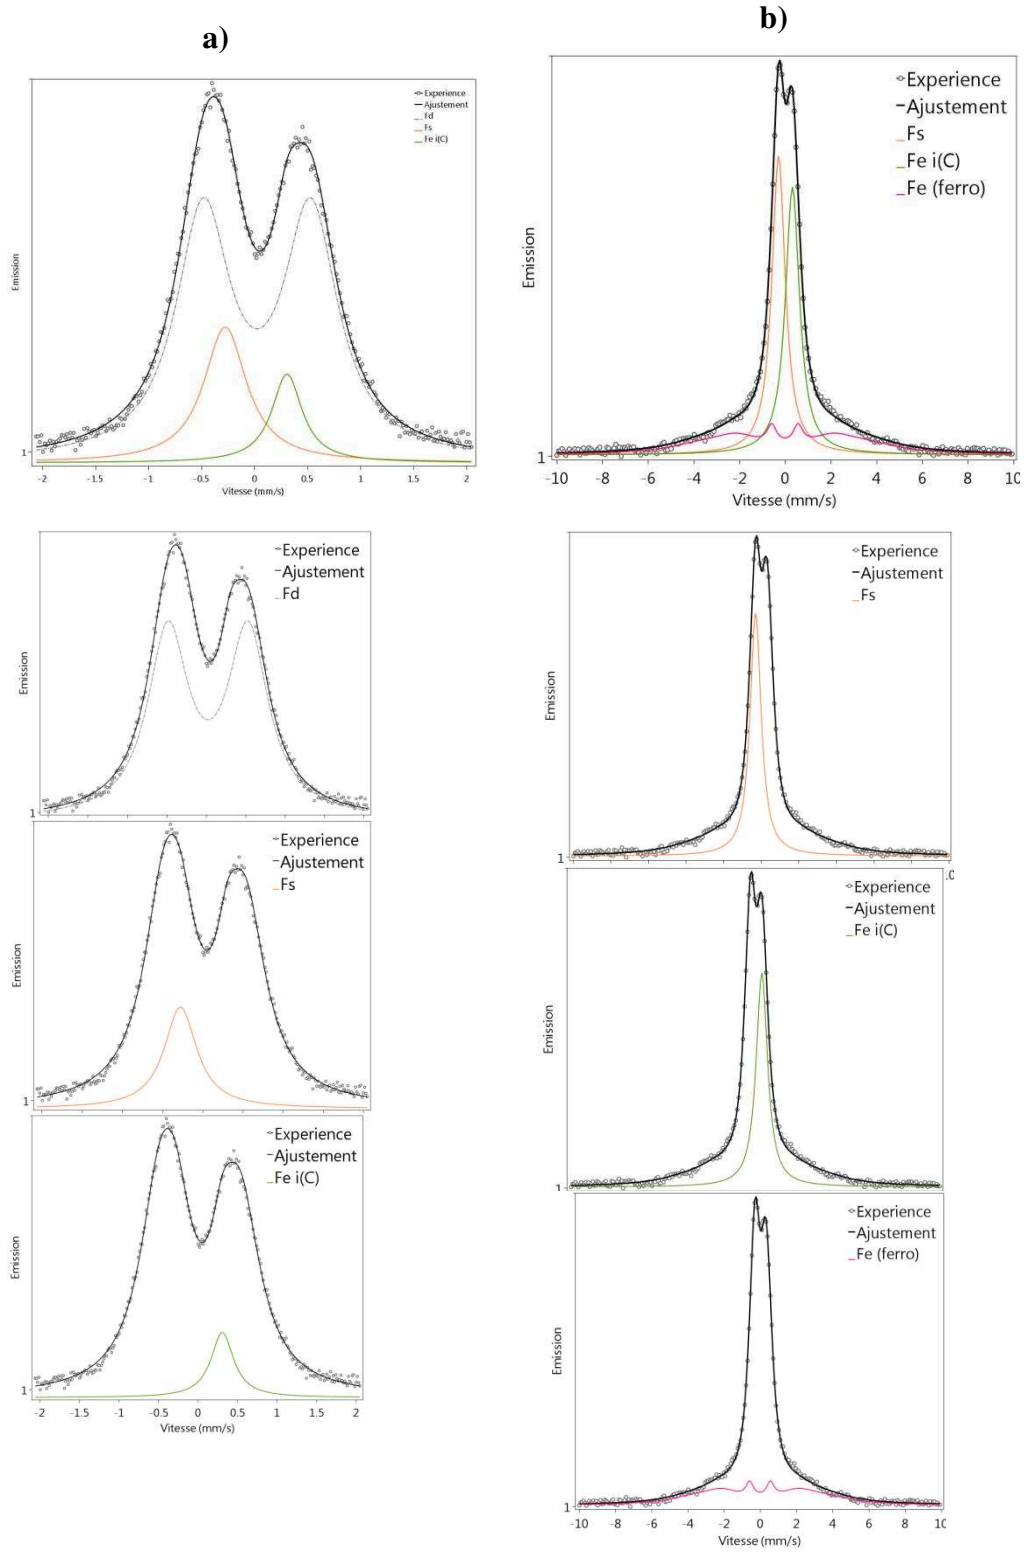 a)
b)
Experience
Ajustement
Fd
Fs
Fe i(C)
Emission
1
-2 -1.5 -1 -0.5 0 0.5 1 1.5 2
Vitesse (mm/s)
Experience
Ajustement
Fs
Fe i(C)
Fe (ferro)
Emission
1
-10 -8 -6 -4 -2 0 2 4 6 8 10
Vitesse (mm/s)
Experience
Ajustement
Fd
Emission
1
Experience
Ajustement
Fs
Emission
1
Experience
Ajustement
Fe i(C)
Emission
1
-2 -1.5 -1 -0.5 0 0.5 1 1.5 2
Vitesse (mm/s)
Experience
Ajustement
Fs
Emission
1
Experience
Ajustement
Fe i(C)
Emission
1
Experience
Ajustement
Fe (ferro)
Emission
1
-10 -8 -6 -4 -2 0 2 4 6 8 10
Vitesse (mm/s)